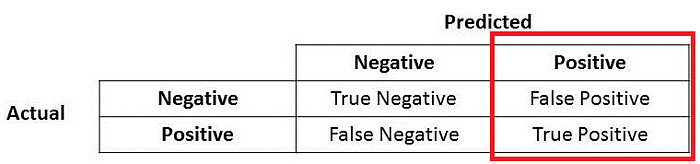 Predicted
Negative Positive
Actual
Negative True Negative False Positive
Positive False Negative True Positive